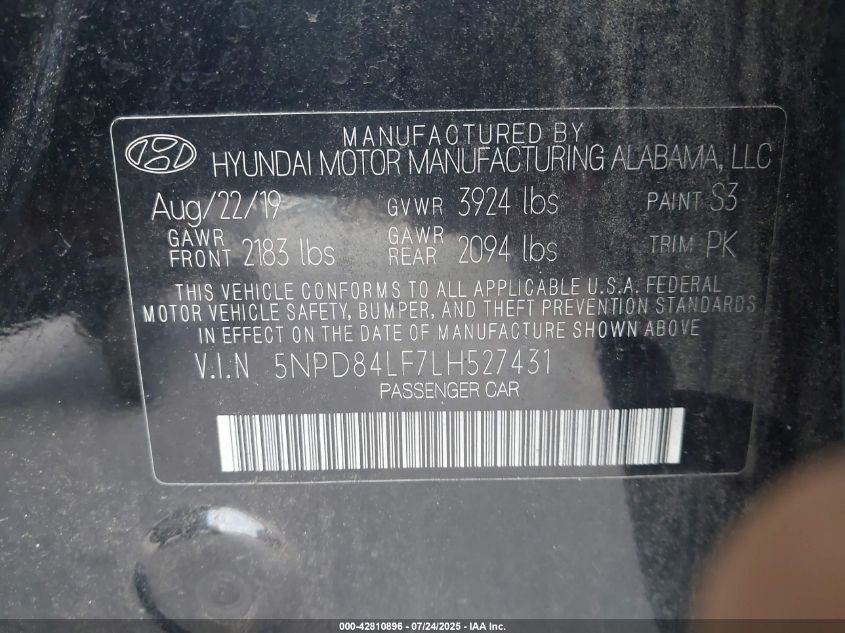 MANUFACTURED BY
HYUNDAI MOTOR MANUFACTURING ALABAMA, LLC
Aug/22/19 GVWR 3924 lbs PAINT S3
GAWR FRONT 2183 lbs GAWR REAR 2094 lbs TRIM PK
THIS VEHICLE CONFORMS TO ALL APPLICABLE U.S.A. FEDERAL
MOTOR VEHICLE SAFETY, BUMPER, AND THEFT PREVENTION STANDARDS
IN EFFECT ON THE DATE OF MANUFACTURE SHOWN ABOVE
V.I.N 5NPD84LF7LH527431
PASSENGER CAR
000-42810896 - 07/24/2025 - IAA Inc.